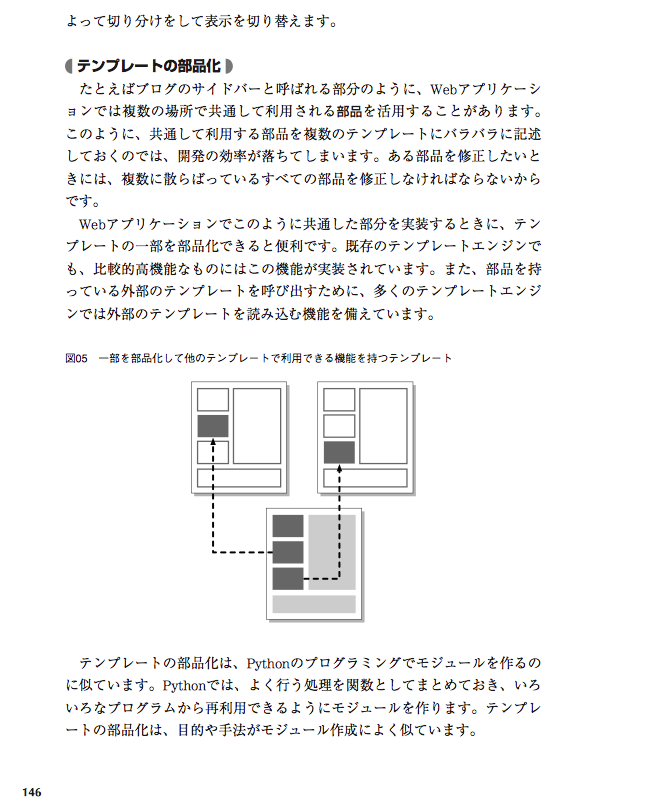 よって切り分けをして表示を切り替えます。
テンプレートの部品化
たとえばブログのサイドバーと呼ばれる部分のように、Webアプリケーシ
ョンでは複数の場所で共通して利用される部品を活用することがあります。
このように、共通して利用する部品を複数のテンプレートにバラバラに記述
しておくのでは、開発の効率が落ちてしまいます。ある部品を修正したいと
きには、複数に散らばっているすべての部品を修正しなければならないから
です。
Webアプリケーションでこのように共通した部分を実装するときに、テン
プレートの一部を部品化できると便利です。既存のテンプレートエンジンで
も、比較的高機能なものにはこの機能が実装されています。また、部品を持
っている外部のテンプレートを呼び出すために、多くのテンプレートエンジ
ンでは外部のテンプレートを読み込む機能を備えています。
図05　一部を部品化して他のテンプレートで利用できる機能を持つテンプレート
テンプレートの部品化は、Pythonのプログラミングでモジュールを作るの
に似ています。Pythonでは、よく行う処理を関数としてまとめておき、いろ
いろなプログラムから再利用できるようにモジュールを作ります。テンプレ
ートの部品化は、目的や手法がモジュール作成によく似ています。
146